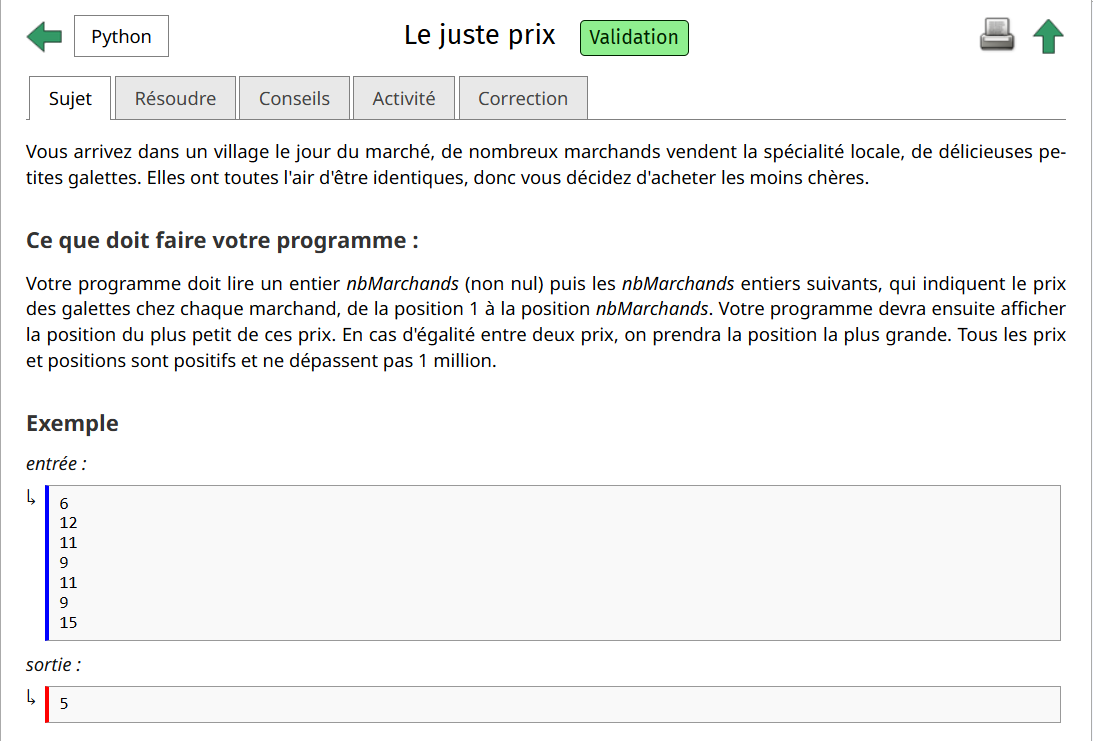 Python
Le juste prix
Validation
Sujet
Résoudre
Conseils
Activité
Correction
Vous arrivez dans un village le jour du marché, de nombreux marchands vendent la spécialité locale, de délicieuses pe-
tites galettes. Elles ont toutes l'air d'être identiques, donc vous décidez d'acheter les moins chères.
Ce que doit faire votre programme :
Votre programme doit lire un entier nbMarchands (non nul) puis les nbMarchands entiers suivants, qui indiquent le prix
des galettes chez chaque marchand, de la position 1 à la position nbMarchands. Votre programme devra ensuite afficher
la position du plus petit de ces prix. En cas d'égalité entre deux prix, on prendra la position la plus grande. Tous les prix
et positions sont positifs et ne dépassent pas 1 million.
Exemple
entrée :
6
12
11
9
11
9
15
sortie :
5